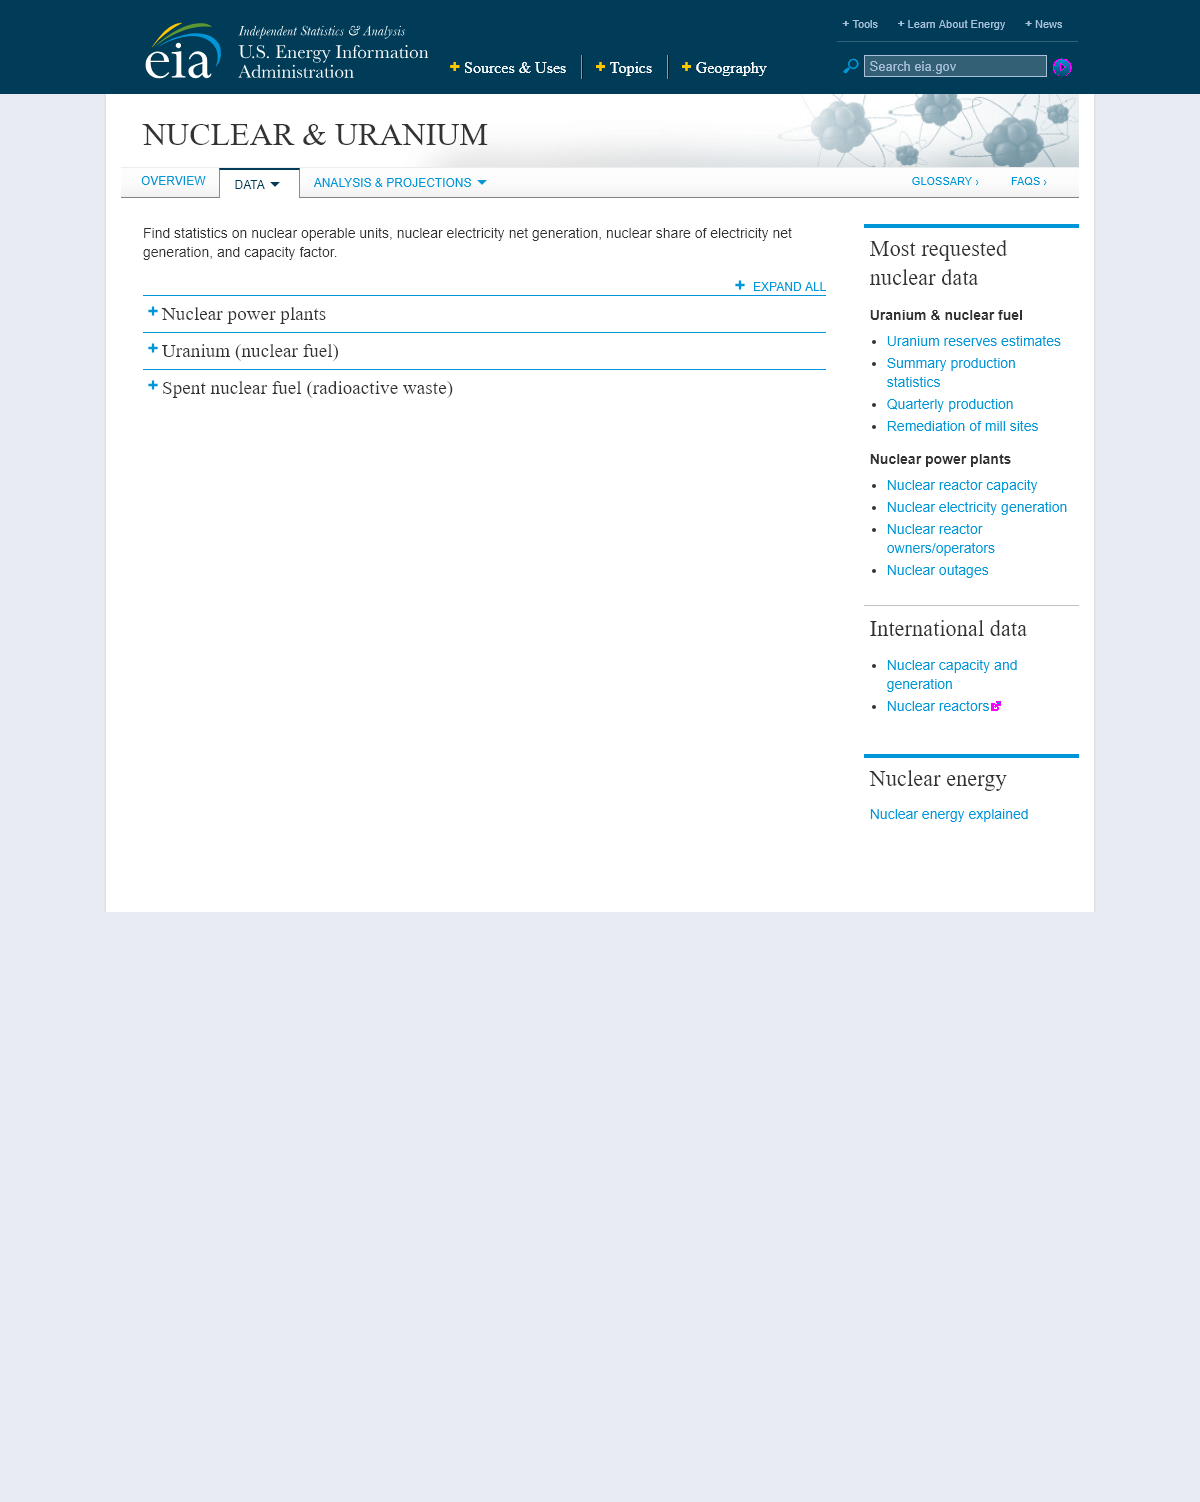 + Tools + Learn About Energy + News
eia
Independent Statistics & Analysis
U.S. Energy Information
Administration
+ Sources & Uses + Topics + Geography
Search eia.gov
NUCLEAR & URANIUM
OVERVIEW DATA ANALYSIS & PROJECTIONS GLOSSARY › FAQS ›
Find statistics on nuclear operable units, nuclear electricity net generation, nuclear share of electricity net
generation, and capacity factor.
+ EXPAND ALL
+ Nuclear power plants
+ Uranium (nuclear fuel)
+ Spent nuclear fuel (radioactive waste)
Most requested
nuclear data
Uranium & nuclear fuel
• Uranium reserves estimates
• Summary production
statistics
• Quarterly production
• Remediation of mill sites
Nuclear power plants
• Nuclear reactor capacity
• Nuclear electricity generation
• Nuclear reactor
owners/operators
• Nuclear outages
International data
• Nuclear capacity and
generation
• Nuclear reactors
Nuclear energy
Nuclear energy explained